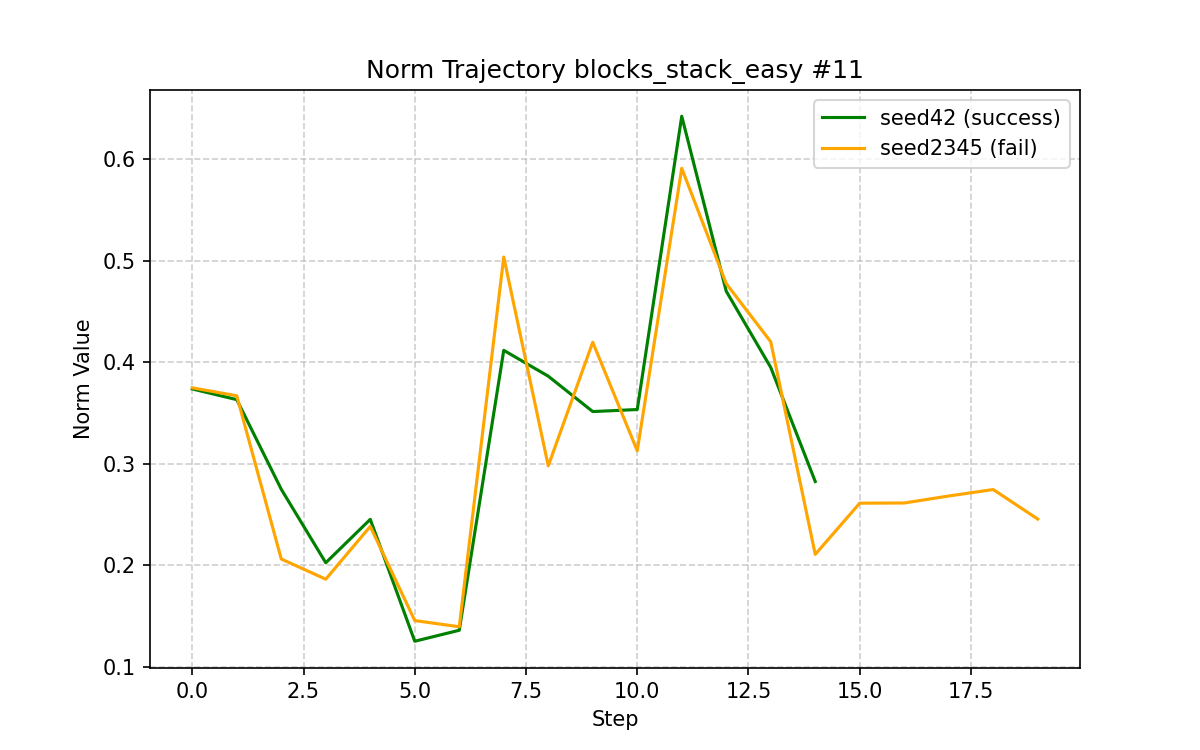 Norm Trajectory blocks_stack_easy #11
seed42 (success)
seed2345 (fail)
Norm Value
0.6
0.5
0.4
0.3
0.2
0.1
0.0 2.5 5.0 7.5 10.0 12.5 15.0 17.5
Step